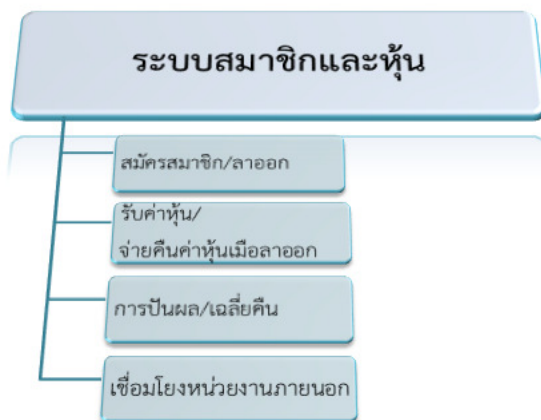 ระบบสมาชิกและหุ้น
สมัครสมาชิก/ลาออก
รับค่าหุ้น/
จ่ายคืนค่าหุ้นเมือลาออก
การปันผล/เฉลี่ยคืน
เชื่อมโยงหน่วยงานภายนอก